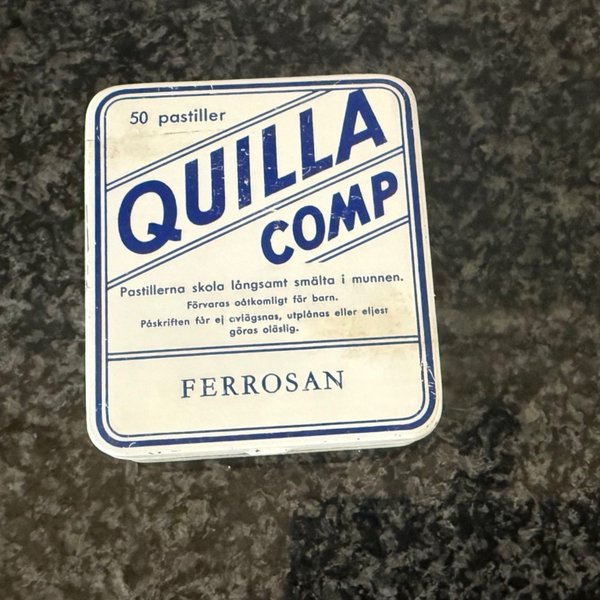 50 pastiller
QUILLA
COMP
Pastillerna skola långsamt smälta i munnen.
Förvaras oåtkomligt för barn.
Påskriften får ej avlägsnas, utplånas eller eljest
göras oläslig.
FERROSAN